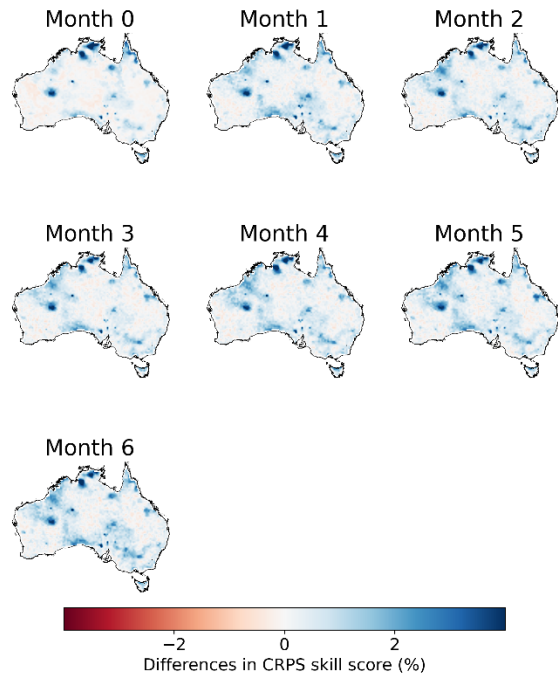 Month 0
Month 1
Month 2
Month 3
Month 4
Month 5
Month 6
−2
0
2
Differences in CRPS skill score (%)